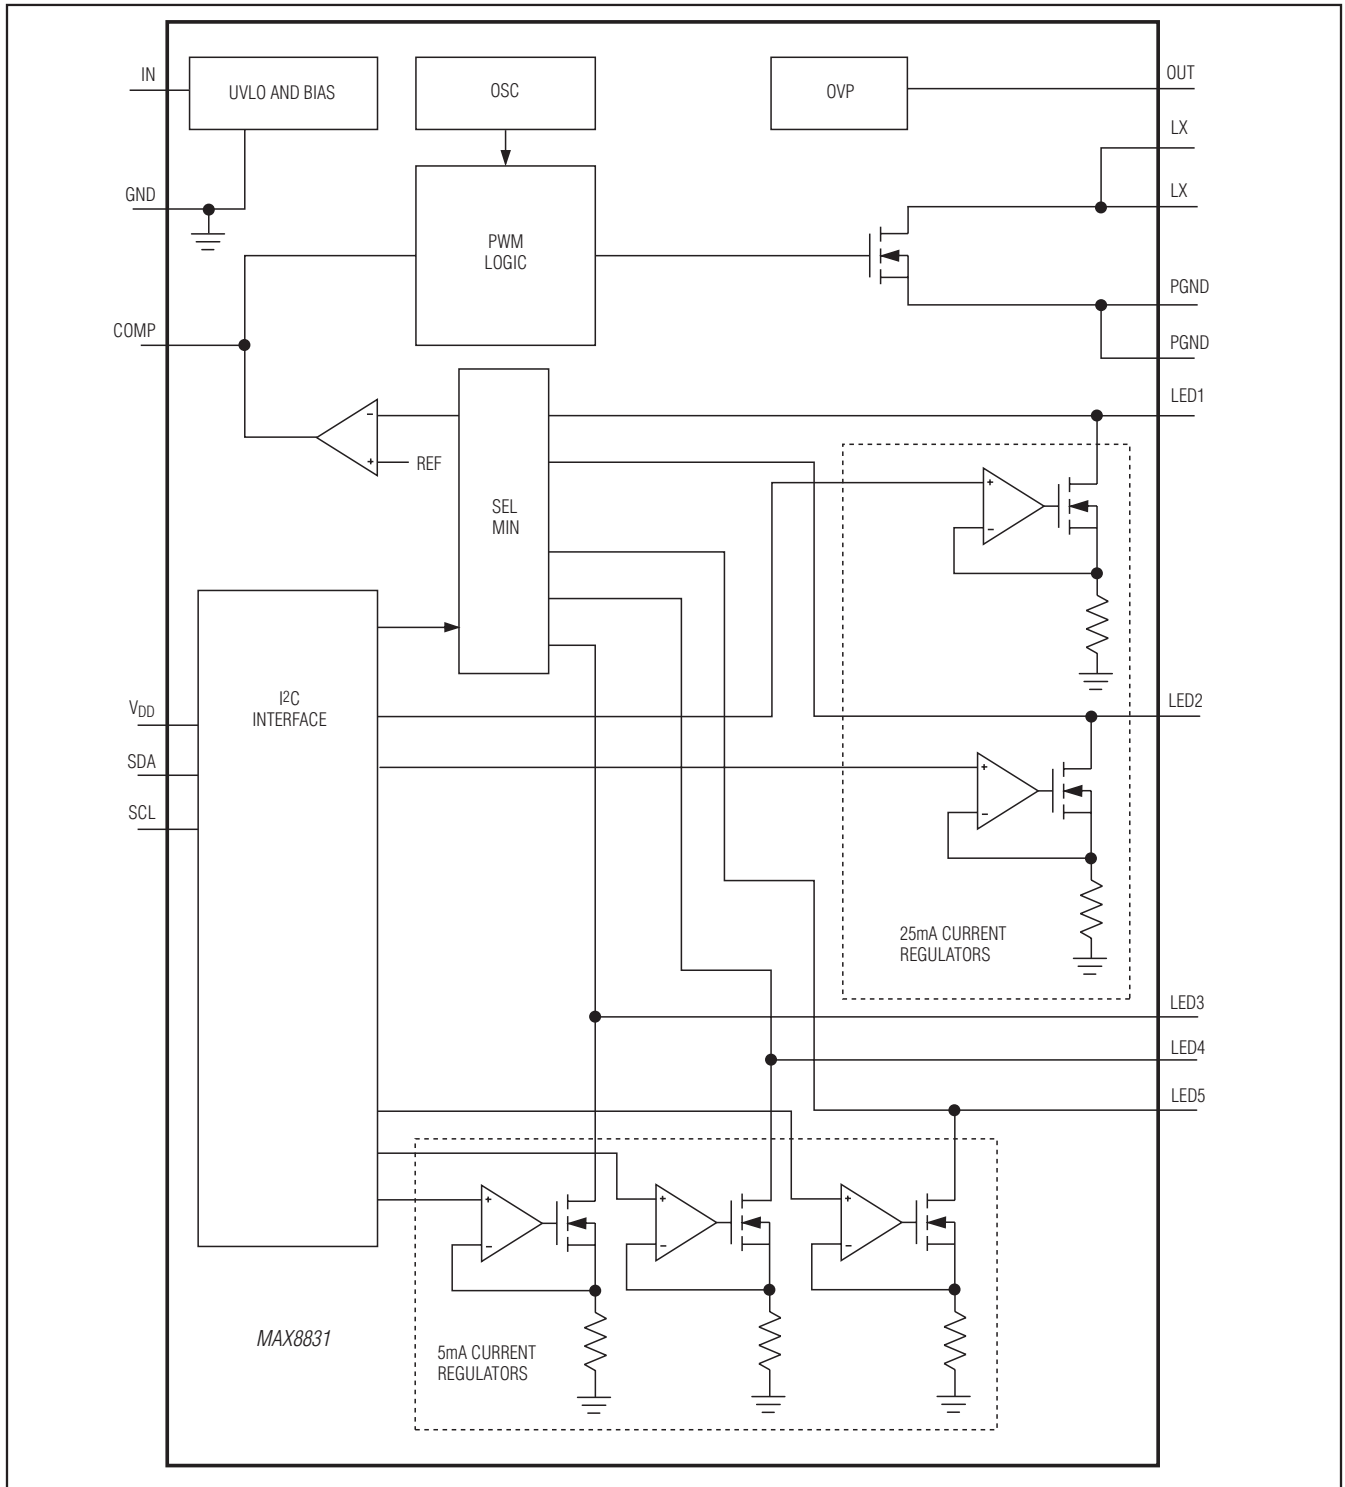 IN
UVLO AND BIAS
OSC
OVP
OUT
LX
GND
LX
PWM
LOGIC
PGND
COMP
PGND
LED1
-
+
REF
SEL
MIN
+
-
I²C
INTERFACE
VDD
SDA
SCL
LED2
+
-
25mA CURRENT
REGULATORS
LED3
LED4
LED5
+
-
+
-
+
-
MAX8831
5mA CURRENT
REGULATORS